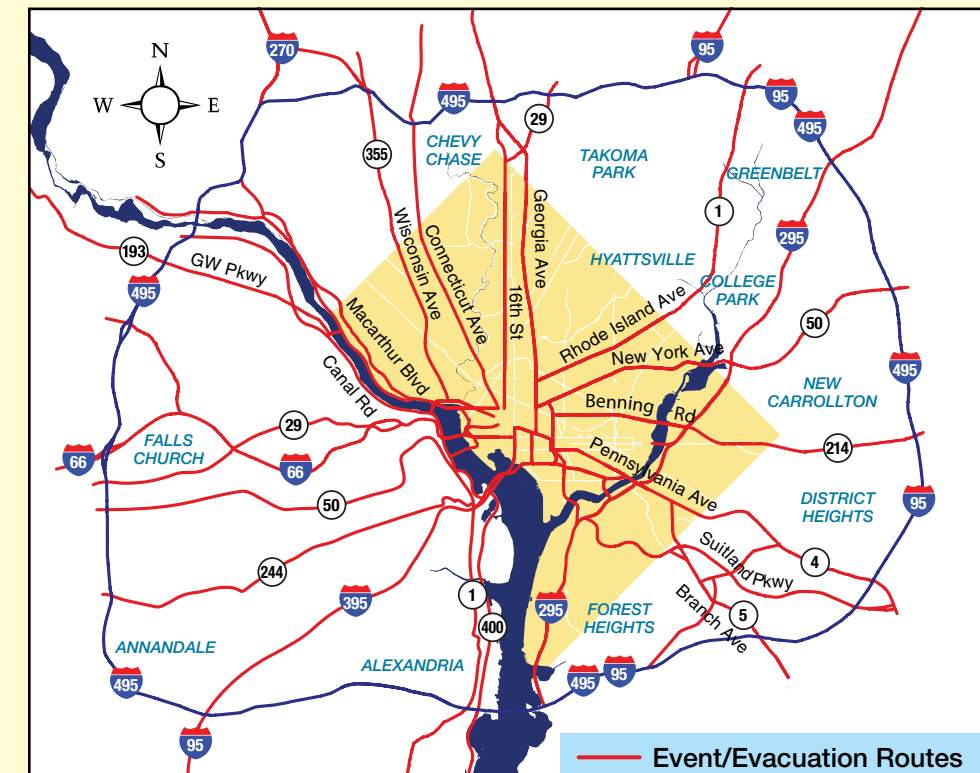 270
95
N
W
E
S
495
95
29
495
CHEVY
CHASE
355
TAKOMA
PARK
GREENBELT
1
Georgia Ave
Wisconsin Ave
Connecticut Ave
295
193
HYATTSVILLE
GW Pkwy
COLLEGE
PARK
495
16th St
Macarthur Blvd
Rhode Island Ave
50
New York Ave
Canal Rd
495
NEW
CARROLLTON
Benning Rd
29
FALLS
CHURCH
214
66
66
Pennsylvania Ave
50
DISTRICT
HEIGHTS
95
Suitland Pkwy
4
244
395
1
295
FOREST
HEIGHTS
Branch Ave
5
400
ANNANDALE
ALEXANDRIA
495
495
95
95
Event/Evacuation Routes